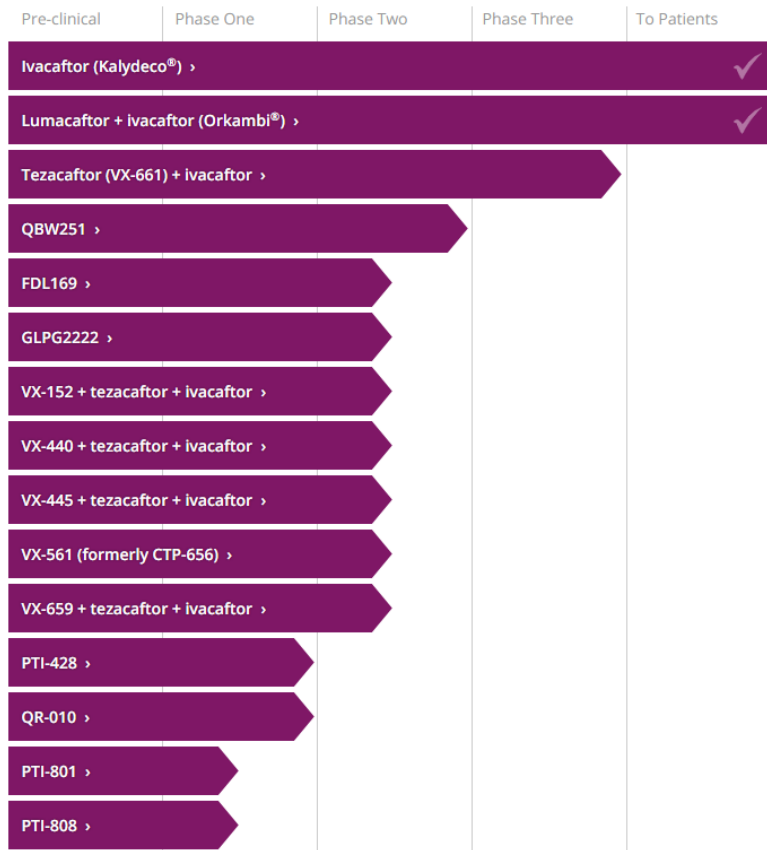 Pre-clinical Phase One Phase Two Phase Three To Patients
Ivacaftor (Kalydeco®) ›
Lumacaftor + ivacaftor (Orkambi®) ›
Tezacaftor (VX-661) + ivacaftor ›
QBW251 ›
FDL169 ›
GLPG2222 ›
VX-152 + tezacaftor + ivacaftor ›
VX-440 + tezacaftor + ivacaftor ›
VX-445 + tezacaftor + ivacaftor ›
VX-561 (formerly CTP-656) ›
VX-659 + tezacaftor + ivacaftor ›
PTI-428 ›
QR-010 ›
PTI-801 ›
PTI-808 ›